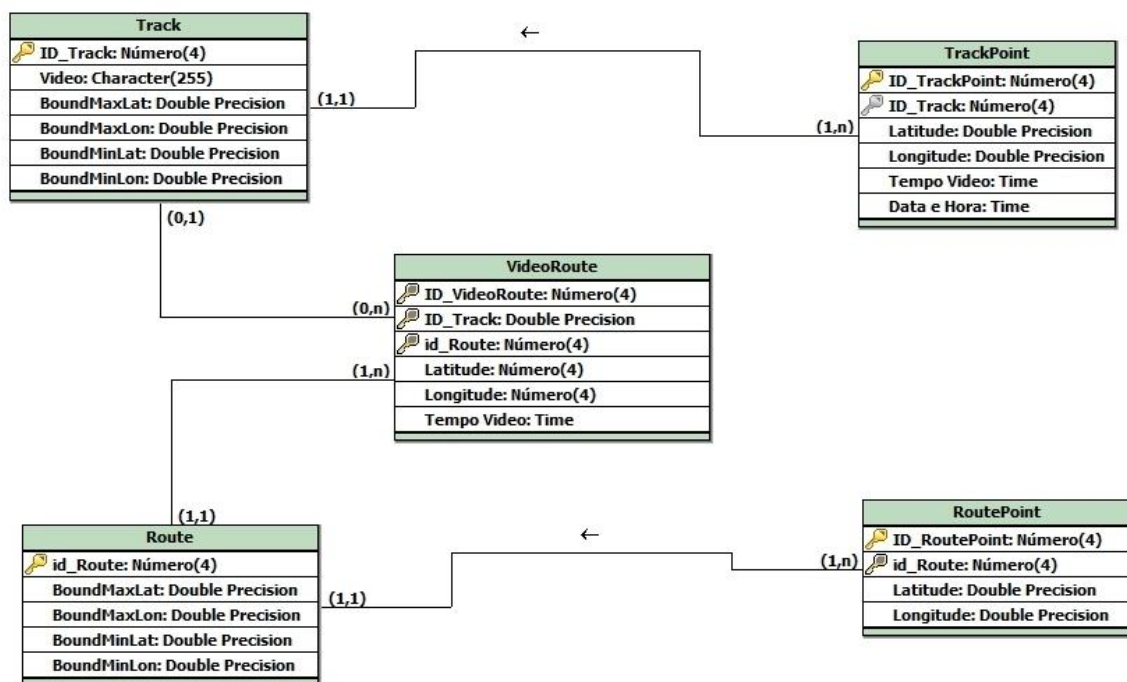 Track
ID_Track: Número(4)
Video: Character(255)
BoundMaxLat: Double Precision
BoundMaxLon: Double Precision
BoundMinLat: Double Precision
BoundMinLon: Double Precision
(1,1)
←
(1,n)
TrackPoint
ID_TrackPoint: Número(4)
ID_Track: Número(4)
Latitude: Double Precision
Longitude: Double Precision
Tempo Video: Time
Data e Hora: Time
(0,1)
(0,n)
VideoRoute
ID_VideoRoute: Número(4)
ID_Track: Double Precision
id_Route: Número(4)
Latitude: Número(4)
Longitude: Número(4)
Tempo Video: Time
(1,n)
(1,1)
Route
id_Route: Número(4)
BoundMaxLat: Double Precision
BoundMaxLon: Double Precision
BoundMinLat: Double Precision
BoundMinLon: Double Precision
(1,1)
←
(1,n)
RoutePoint
ID_RoutePoint: Número(4)
id_Route: Número(4)
Latitude: Double Precision
Longitude: Double Precision